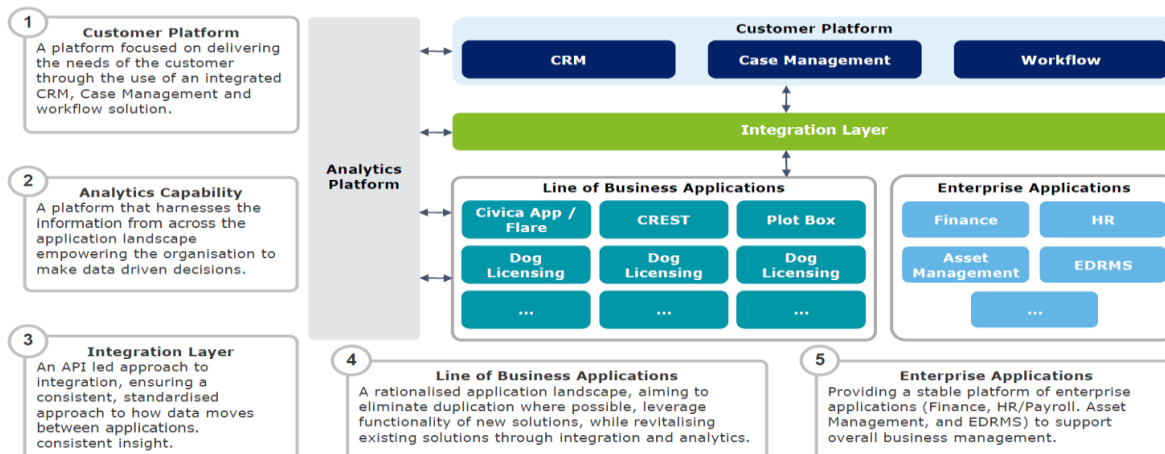 1
Customer Platform
A platform focused on delivering
the needs of the customer
through the use of an integrated
CRM, Case Management and
workflow solution.
2
Analytics Capability
A platform that harnesses the
information from across the
application landscape
empowering the organisation to
make data driven decisions.
3
Integration Layer
An API led approach to
integration, ensuring a
consistent, standardised
approach to how data moves
between applications.
consistent insight.
Analytics
Platform
Customer Platform
CRM
Case Management
Workflow
Integration Layer
Line of Business Applications
Civica App /
Flare
CREST
Plot Box
Dog
Licensing
Dog
Licensing
Dog
Licensing
...
...
...
Enterprise Applications
Finance
HR
Asset
Management
EDRMS
...
4
Line of Business Applications
A rationalised application landscape, aiming to
eliminate duplication where possible, leverage
functionality of new solutions, while revitalising
existing solutions through integration and analytics.
5
Enterprise Applications
Providing a stable platform of enterprise
applications (Finance, HR/Payroll. Asset
Management, and EDRMS) to support
overall business management.